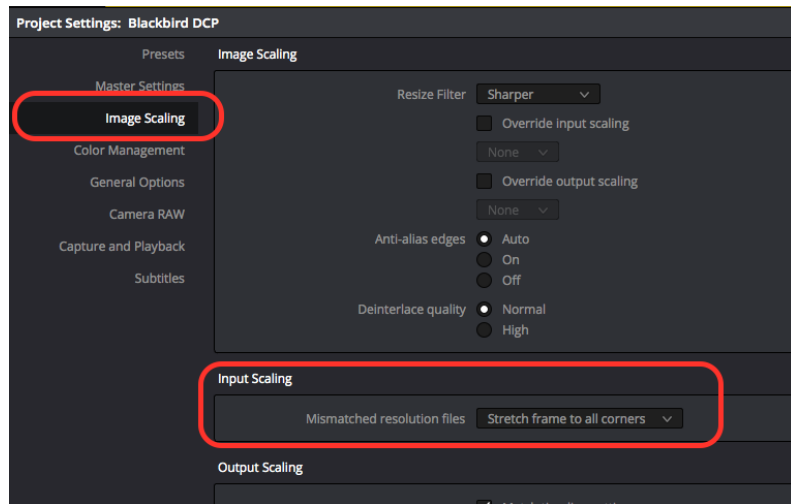 Project Settings: Blackbird DCP
Presets
Master Settings
Image Scaling
Color Management
General Options
Camera RAW
Capture and Playback
Subtitles
Image Scaling
Resize Filter Sharper
Override input scaling
None
Override output scaling
None
Anti-alias edges Auto
On
Off
Deinterlace quality Normal
High
Input Scaling
Mismatched resolution files Stretch frame to all corners
Output Scaling